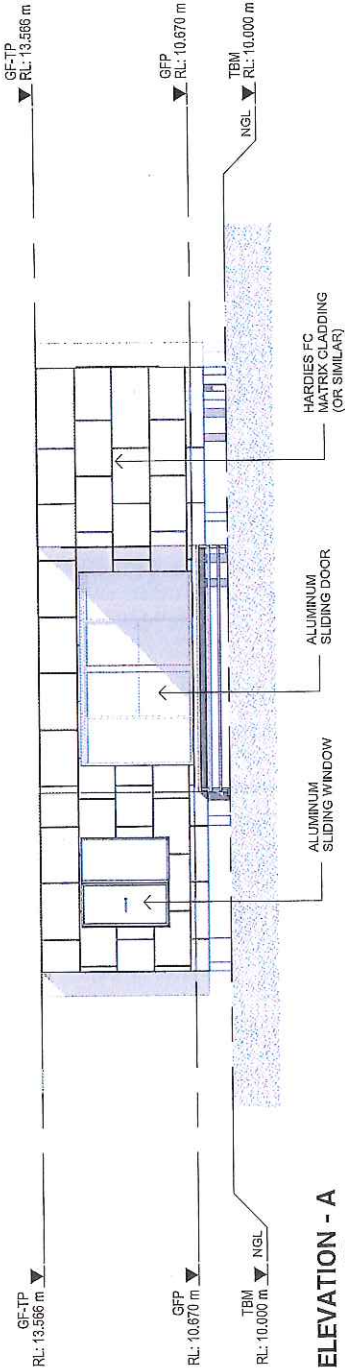 GF-TP
RL: 13.566 m
GFP
RL: 10.670 m
TBM
RL: 10.000 m
NGL
ELEVATION - A
ALUMINUM
SLIDING WINDOW
ALUMINUM
SLIDING DOOR
HARDIES FC
MATRIX CLADDING
(OR SIMILAR)
GF-TP
RL: 13.566 m
GFP
RL: 10.670 m
TBM
RL: 10.000 m
NGL